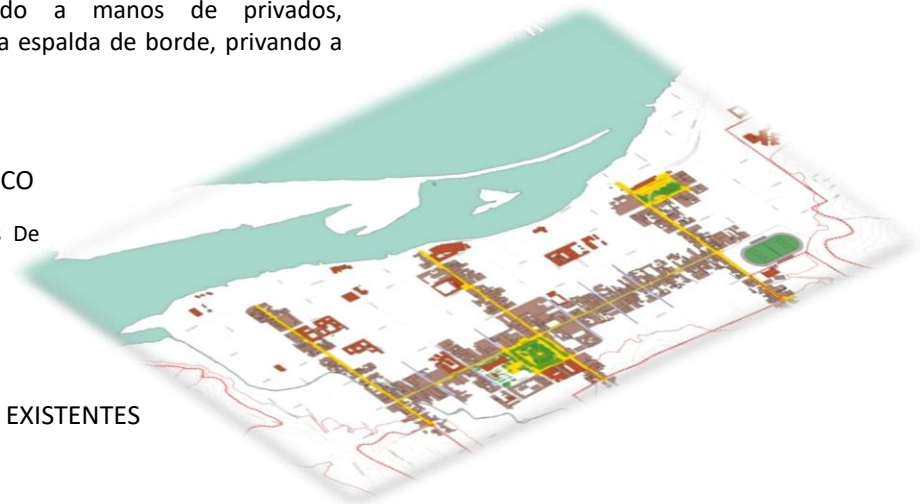 do a manos de privados,
a espalda de borde, privando a
CO
De
EXISTENTES